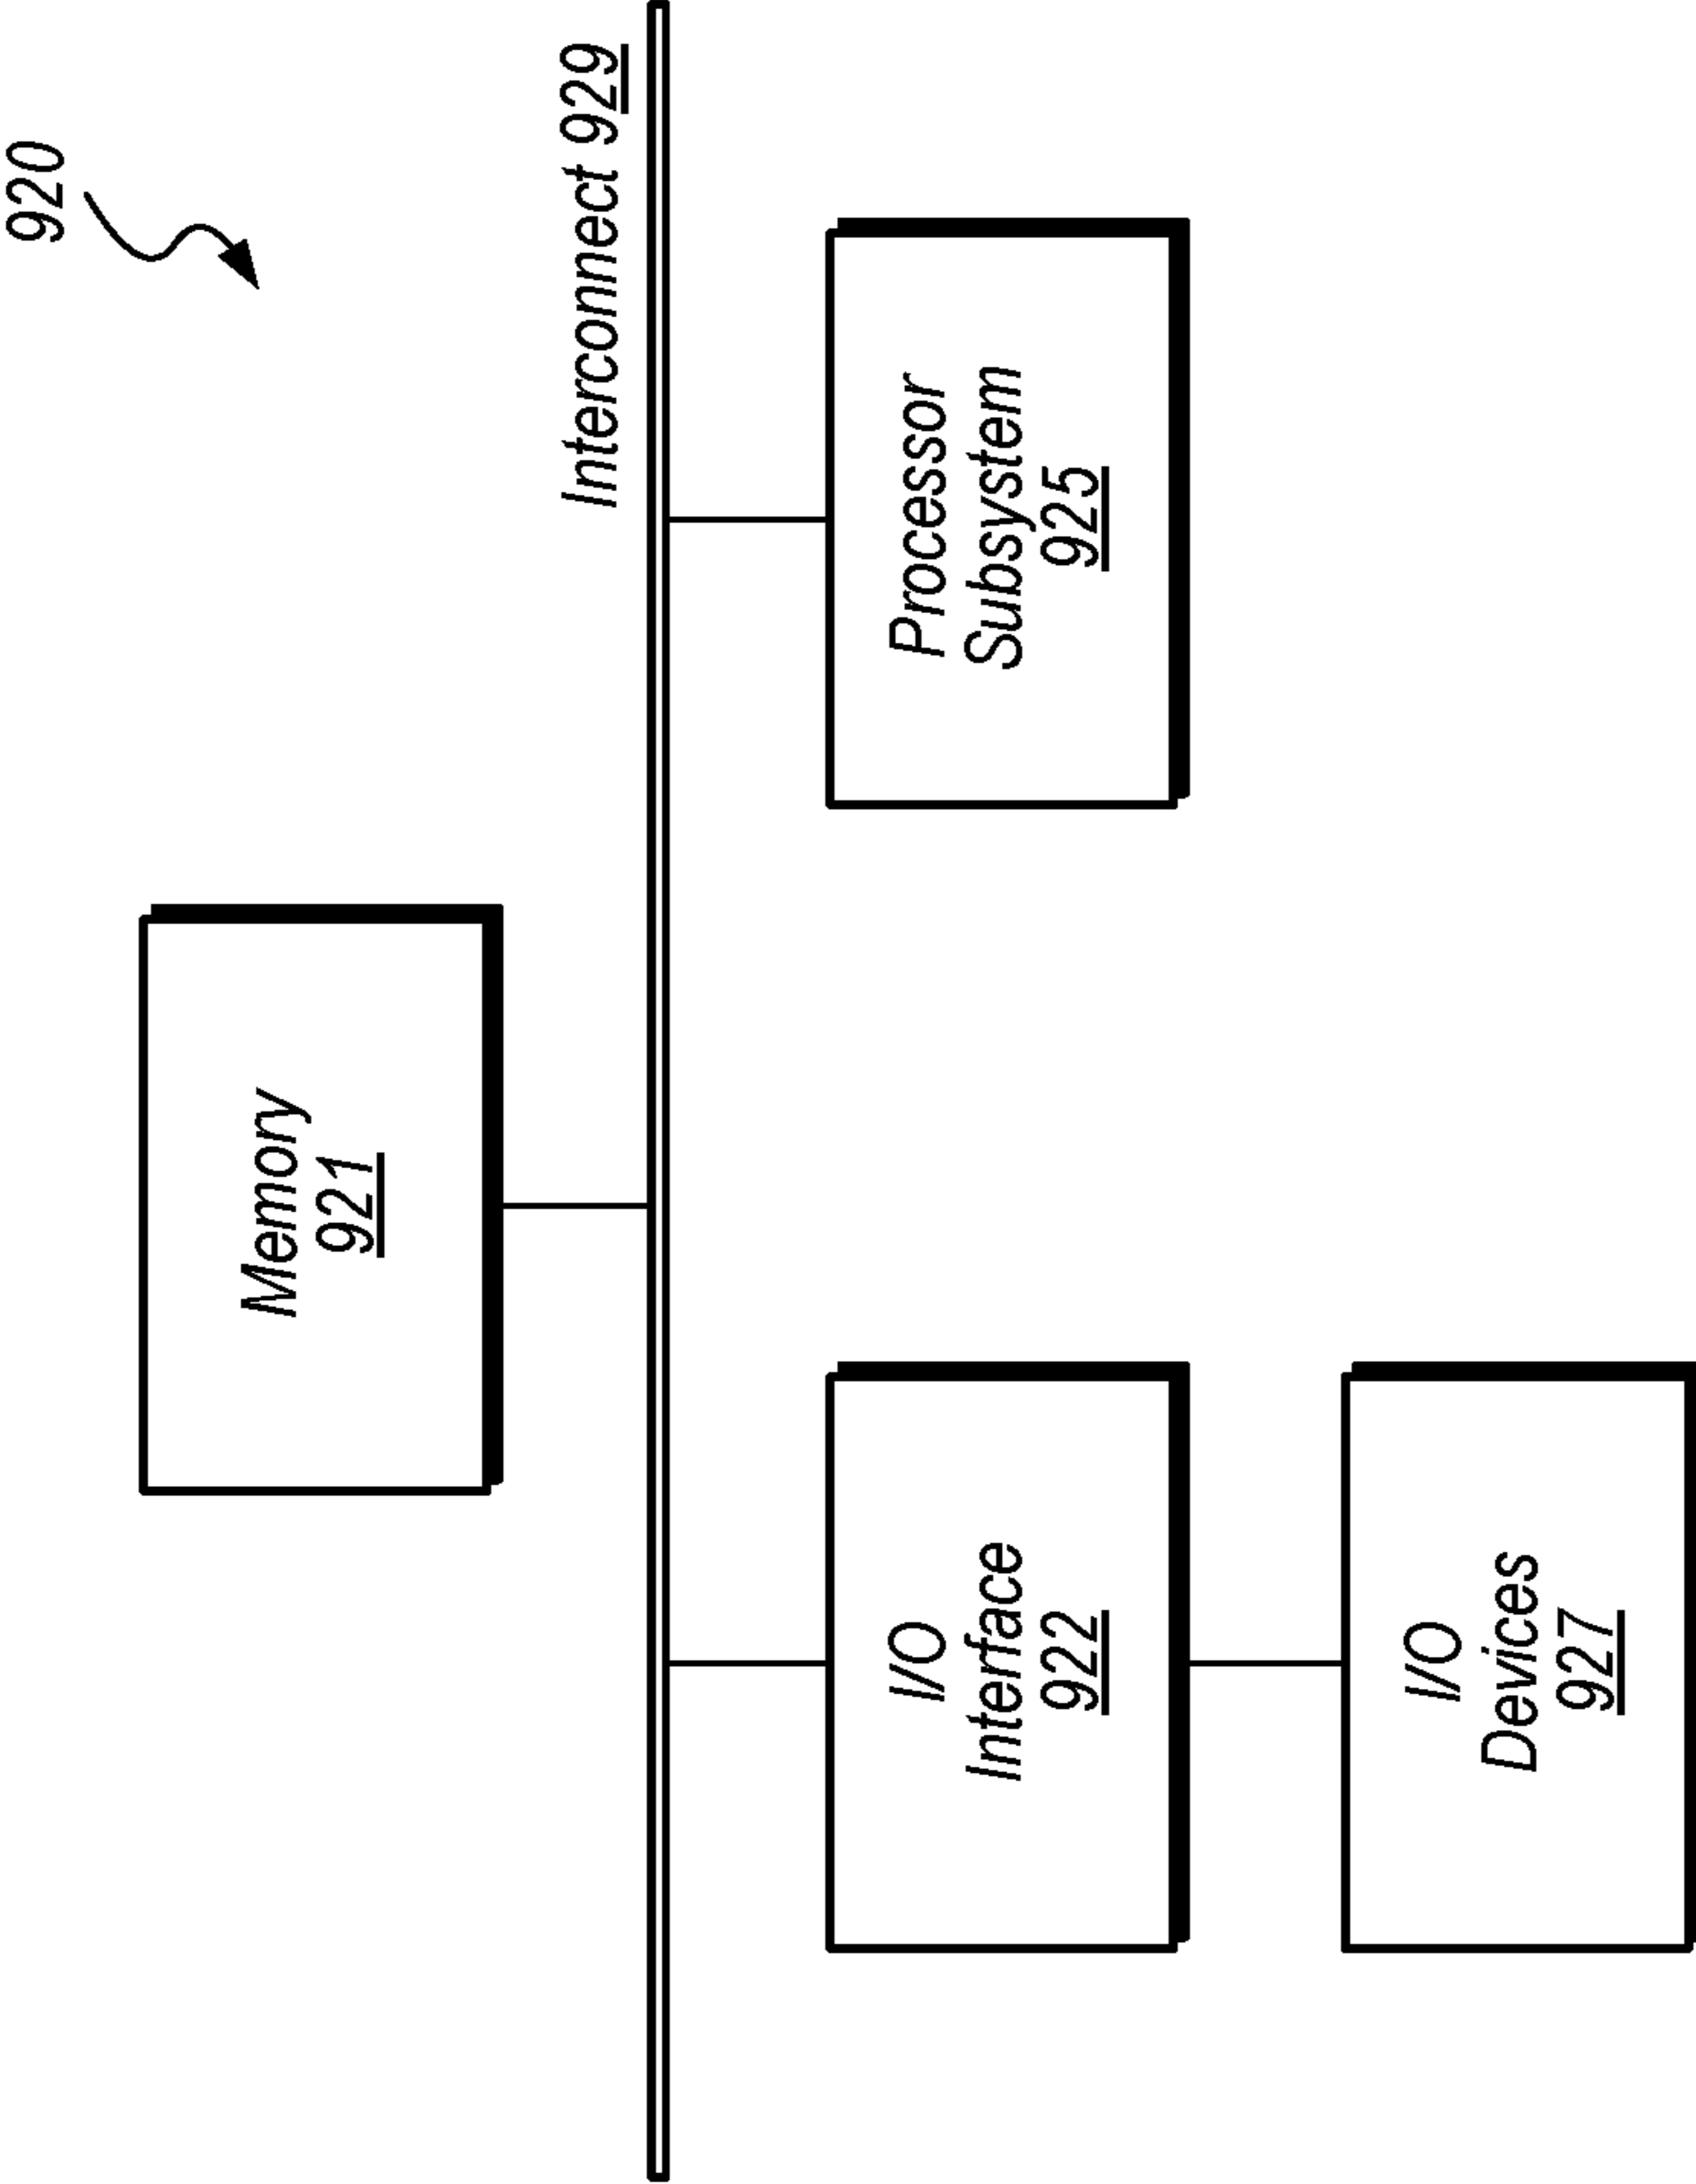 920
Memory
921
Interconnect 929
I/O
Interface
922
Processor
Subsystem
925
I/O
Devices
927